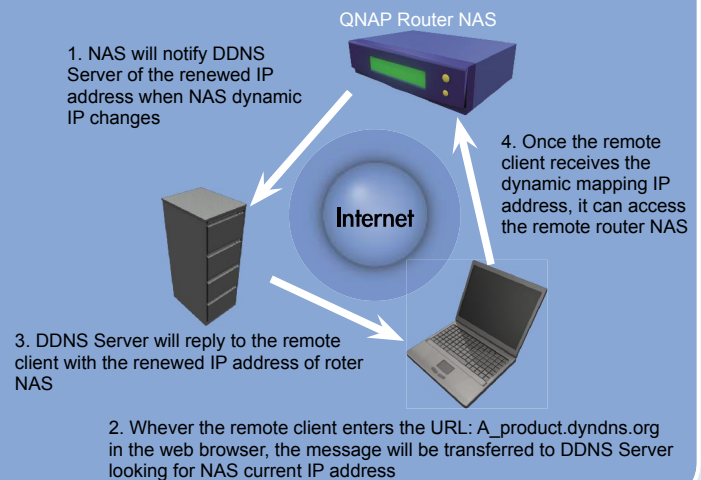 QNAP Router NAS
1. NAS will notify DDNS
Server of the renewed IP
address when NAS dynamic
IP changes
4. Once the remote
client receives the
dynamic mapping IP
address, it can access
the remote router NAS
Internet
3. DDNS Server will reply to the remote
client with the renewed IP address of roter
NAS
2. Whever the remote client enters the URL: A_product.dyndns.org
in the web browser, the message will be transferred to DDNS Server
looking for NAS current IP address